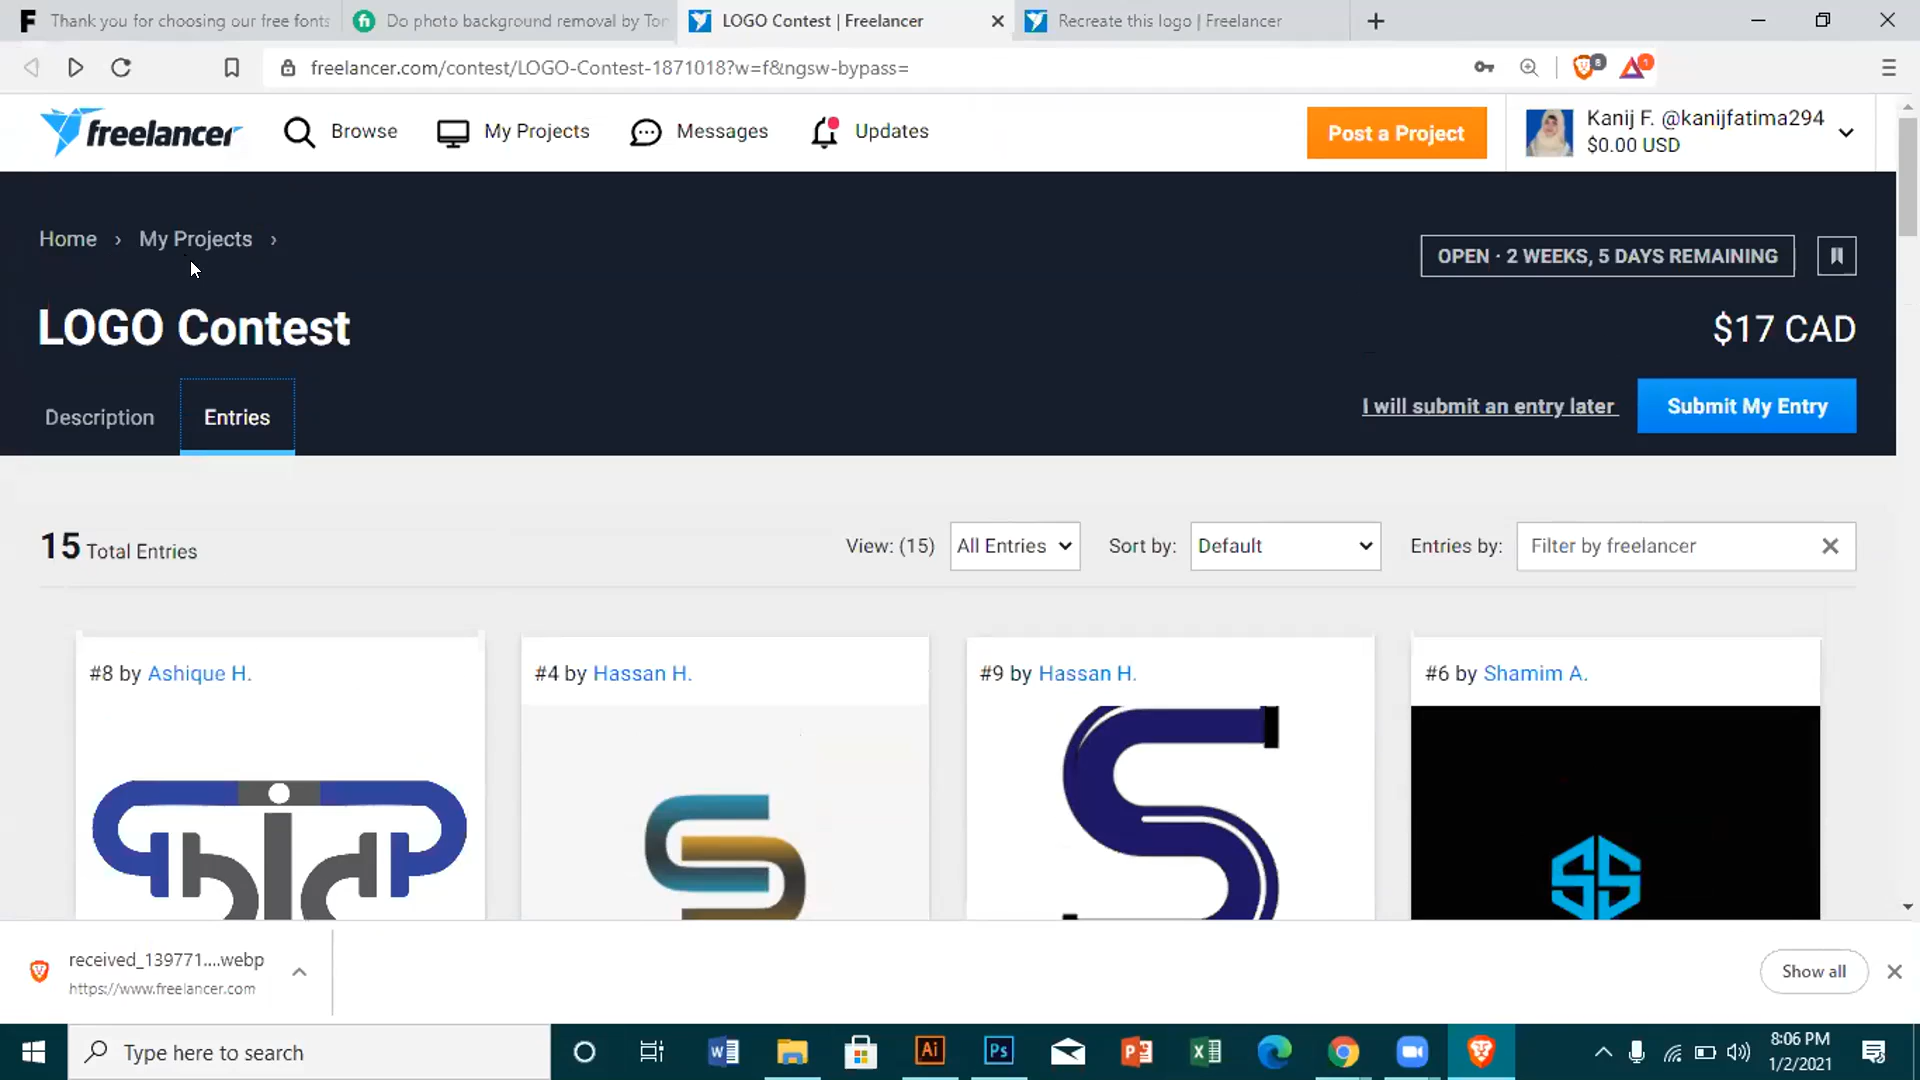 Thank you for choosing our free fonts
Do photo background removal by Tor
LOGO Contest | Freelancer
Recreate this logo | Freelancer
freelancer.com/contest/LOGO-Contest-1871018?w=f&ngsw-bypass=
8
1
freelancer
Browse
My Projects
Messages
Updates
Post a Project
Kanij F. @kanijfatima294
$0.00 USD
Home › My Projects ›
OPEN · 2 WEEKS, 5 DAYS REMAINING
LOGO Contest
$17 CAD
Description
Entries
I will submit an entry later
Submit My Entry
15 Total Entries
View: (15)
All Entries
Sort by:
Default
Entries by:
Filter by freelancer
#8 by Ashique H.
#4 by Hassan H.
#9 by Hassan H.
#6 by Shamim A.
received_139771....webp
https://www.freelancer.com
Show all
Type here to search
Ai
Ps
8:06 PM
1/2/2021